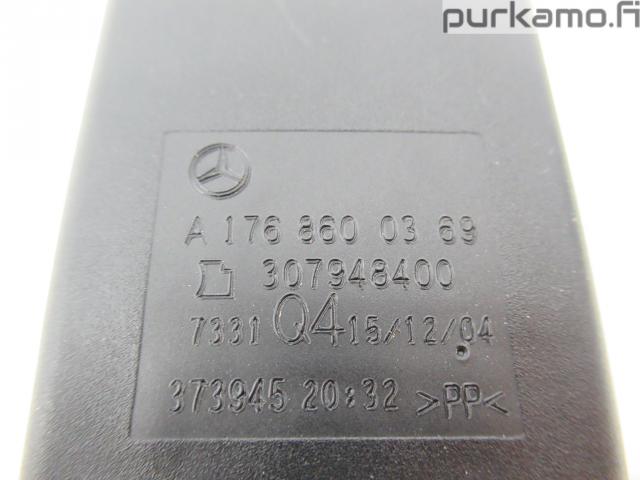 purkamo.fi
A 176 860 03 69
307948400
7331 Q4 15/12/04
373945 20:32 >PP<